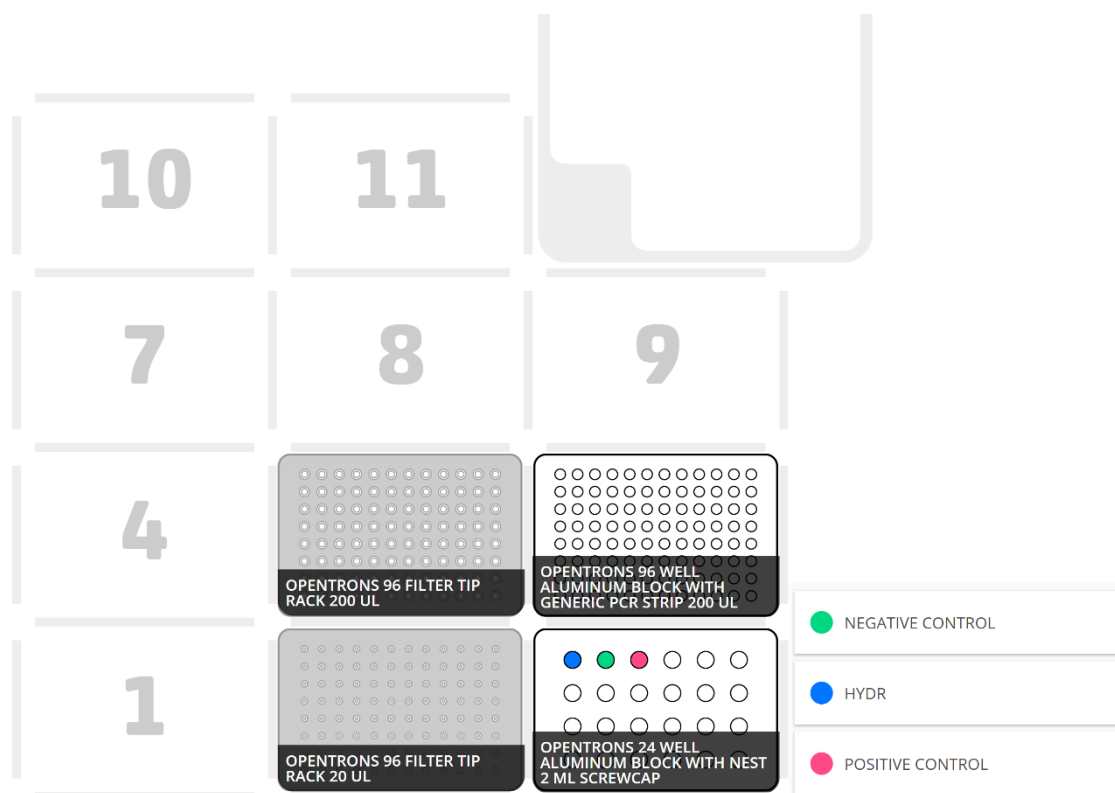 10
11
7
8
9
4
OPENTRONS 96 FILTER TIP
RACK 200 UL
OPENTRONS 96 WELL
ALUMINUM BLOCK WITH
GENERIC PCR STRIP 200 UL
NEGATIVE CONTROL
1
OPENTRONS 96 FILTER TIP
RACK 20 UL
OPENTRONS 24 WELL
ALUMINUM BLOCK WITH NEST
2 ML SCREWCAP
HYDR
POSITIVE CONTROL